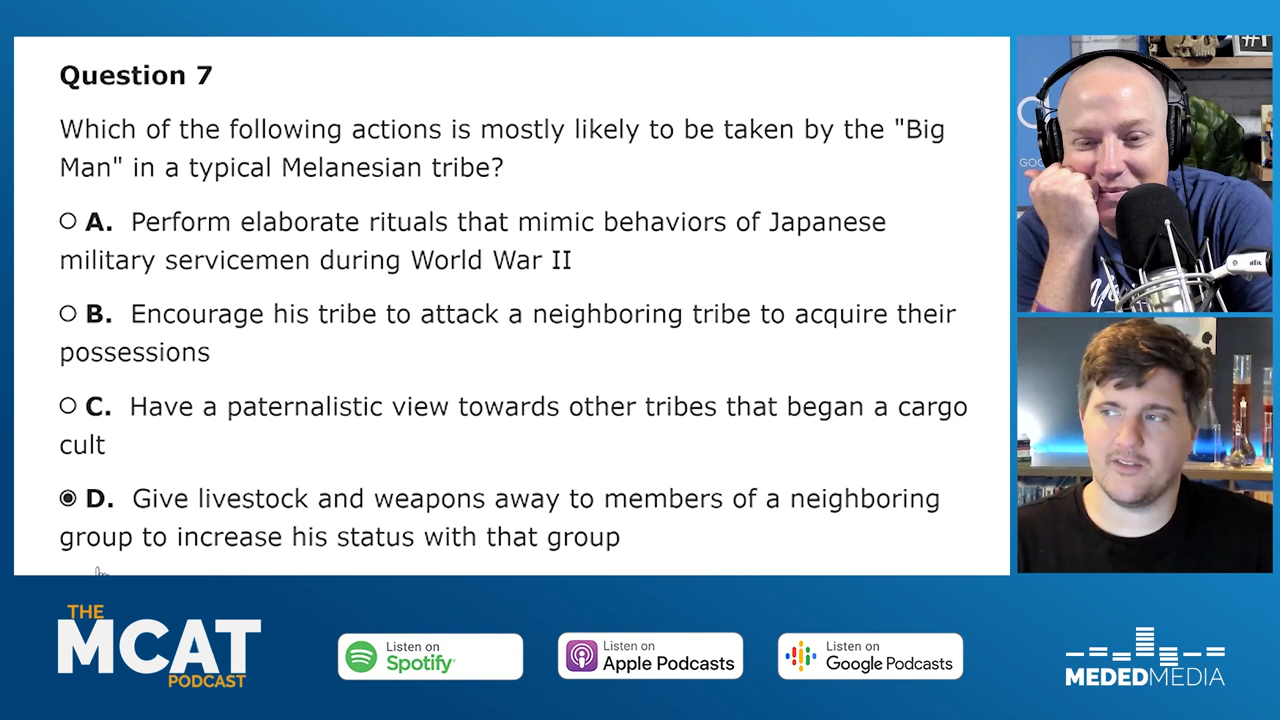 Question 7
Which of the following actions is mostly likely to be taken by the "Big
Man" in a typical Melanesian tribe?
A. Perform elaborate rituals that mimic behaviors of Japanese
military servicemen during World War II
B. Encourage his tribe to attack a neighboring tribe to acquire their
possessions
C. Have a paternalistic view towards other tribes that began a cargo
cult
D. Give livestock and weapons away to members of a neighboring
group to increase his status with that group
THE
MCAT
PODCAST
Listen on
Spotify
Listen on
Apple Podcasts
Listen on
Google Podcasts
MEDEDMEDIA